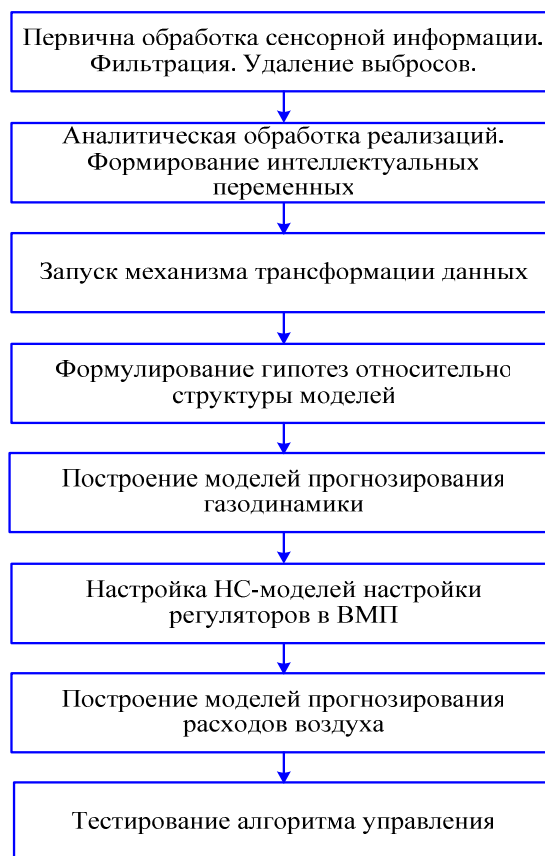 Первична обработка сенсорной информации.
Фильтрация. Удаление выбросов.
Аналитическая обработка реализаций.
Формирование интеллектуальных
переменных
Запуск механизма трансформации данных
Формулирование гипотез относительно
структуры моделей
Построение моделей прогнозирования
газодинамики
Настройка НС-моделей настройки
регуляторов в ВМП
Построение моделей прогнозирования
расходов воздуха
Тестирование алгоритма управления